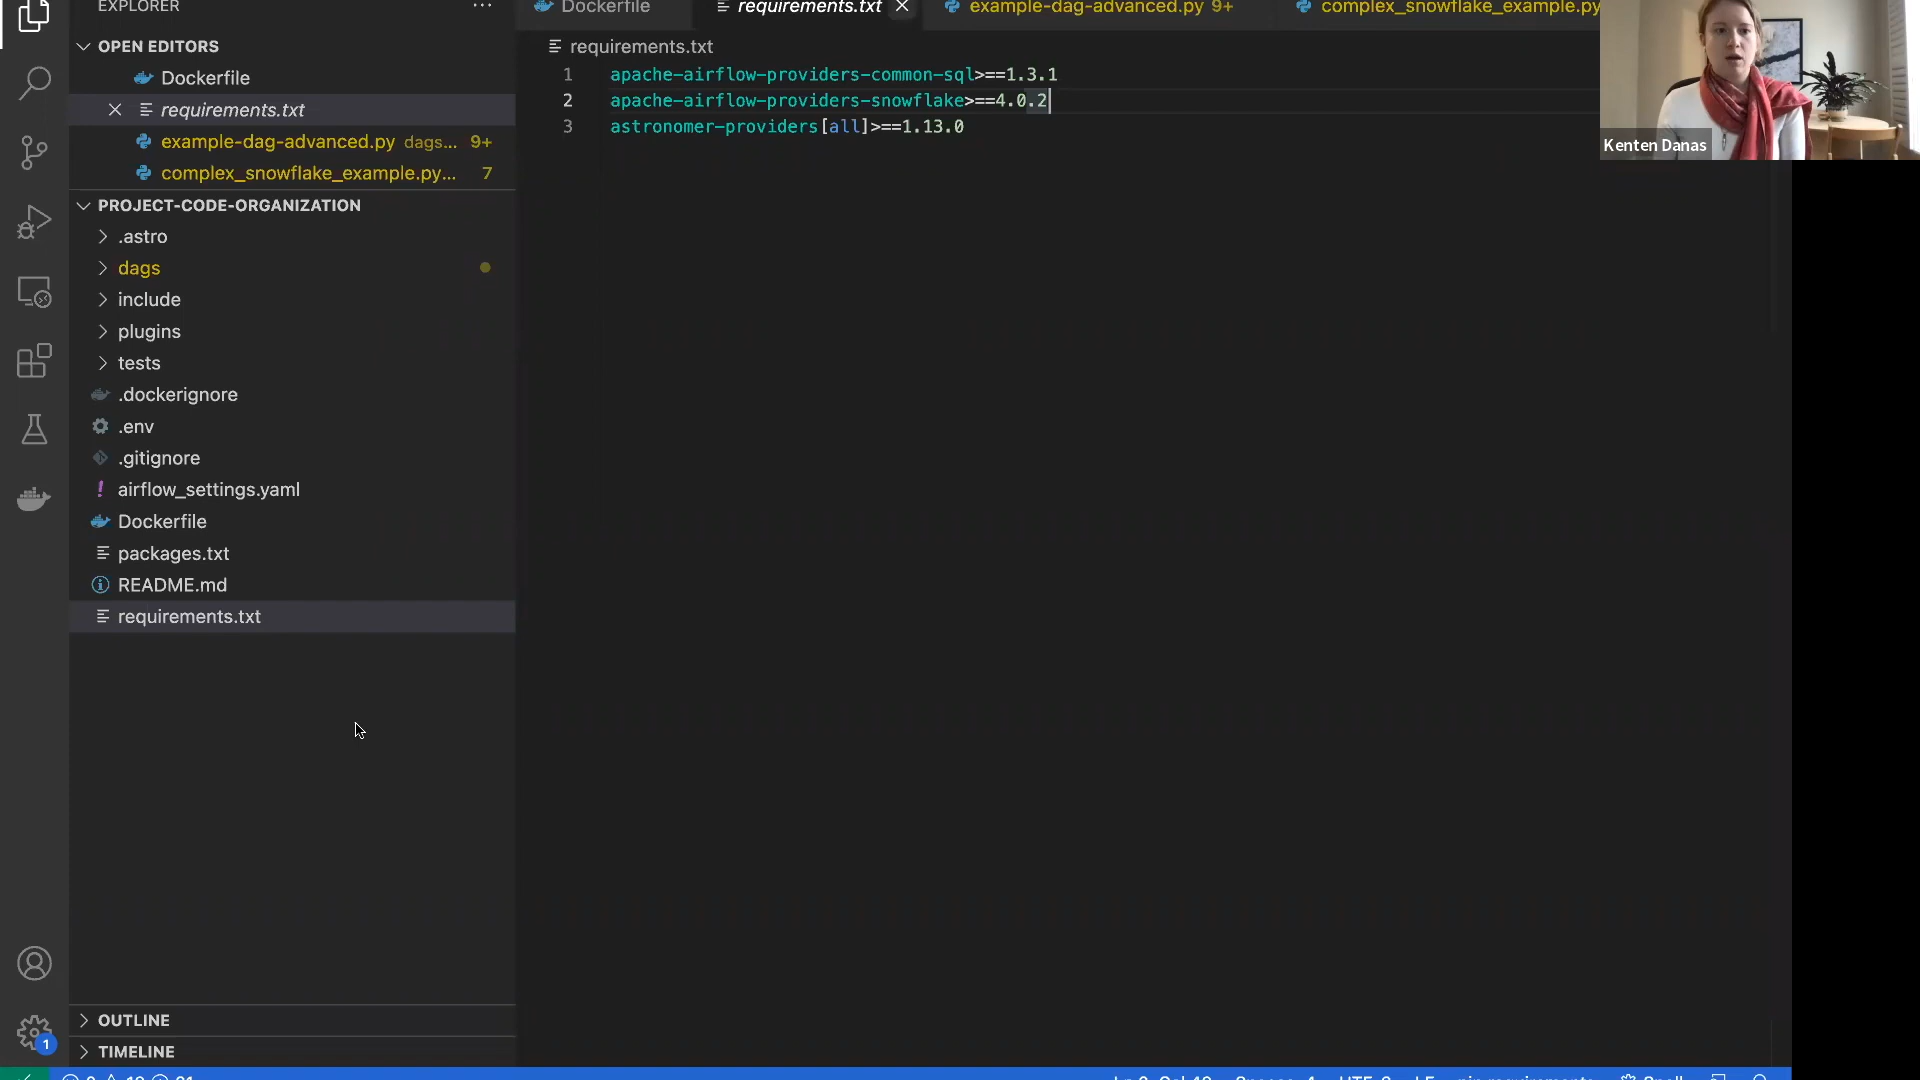 EXPLORER
Dockerfile
requirements.txt
example-dag-advanced.py 9+
complex_snowflake_example.py
OPEN EDITORS
Dockerfile
requirements.txt
example-dag-advanced.py dags... 9+
complex_snowflake_example.py... 7
PROJECT-CODE-ORGANIZATION
.astro
dags
include
plugins
tests
.dockerignore
.env
.gitignore
airflow_settings.yaml
Dockerfile
packages.txt
README.md
requirements.txt
OUTLINE
TIMELINE
1
requirements.txt
1 apache-airflow-providers-common-sql>==1.3.1
2 apache-airflow-providers-snowflake>==4.0.2
3 astronomer-providers[all]>==1.13.0
Kenten Danas